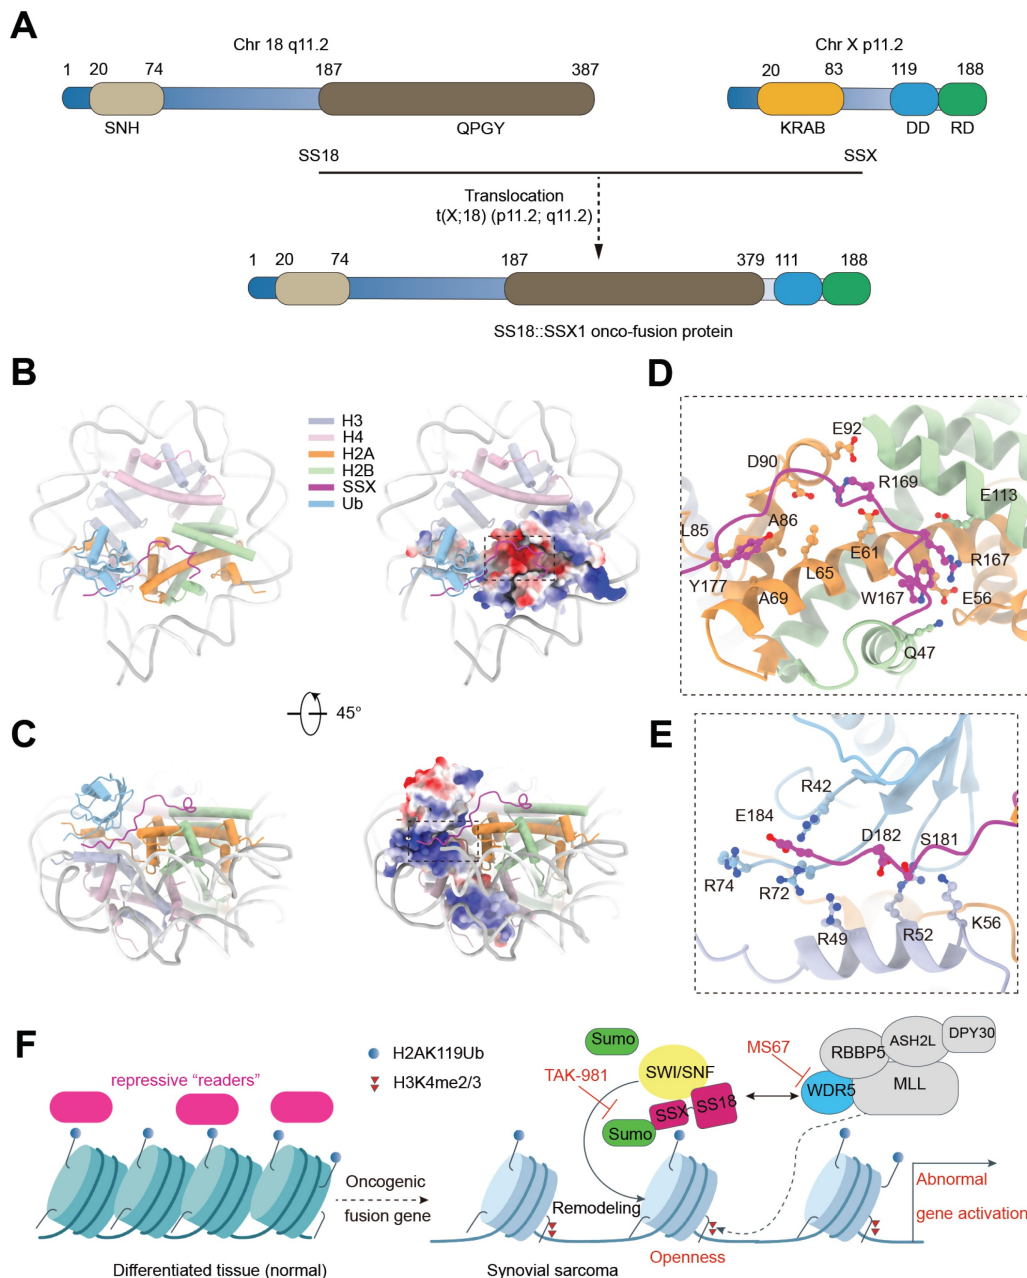 A
Chr 18 q11.2
Chr X p11.2
1 20 74 187 387
20 83 119 188
SNH QPGY
KRAB DD RD
SS18 SSX
Translocation
t(X;18) (p11.2; q11.2)
1 20 74 187 379 111 188
SS18::SSX1 onco-fusion protein
B
H3
H4
H2A
H2B
SSX
Ub
D
E92
D90
R169
E113
L85
A86
E61
L65
R167
Y177
A69
W167
E56
Q47
45°
C
E
R42
E184
D182
S181
R74
R72
R49
R52
K56
F
repressive “readers”
H2AK119Ub
H3K4me2/3
Oncogenic
fusion gene
Differentiated tissue (normal)
Sumo
TAK-981
SWI/SNF
SSX
SS18
Sumo
MS67
RBBP5
ASH2L
DPY30
WDR5
MLL
Remodeling
Openness
Abnormal
gene activation
Synovial sarcoma